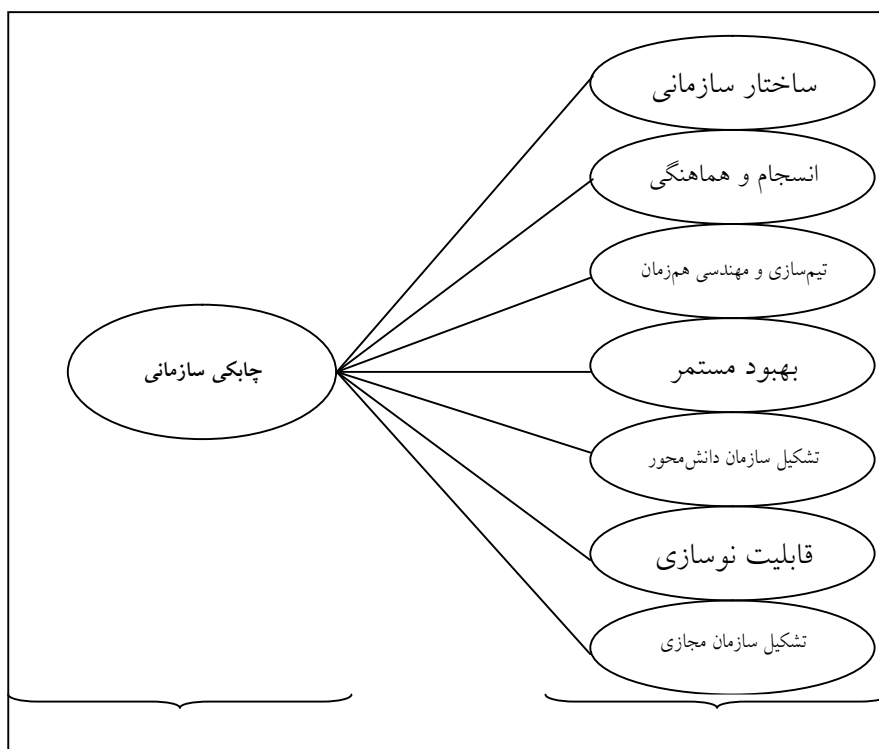 ساختار سازمانی
انسجام و هماهنگی
تیم‌سازی و مهندسی هم‌زمان
بهبود مستمر
چابکی سازمانی
تشکیل سازمان دانش‌محور
قابلیت نوسازی
تشکیل سازمان مجازی